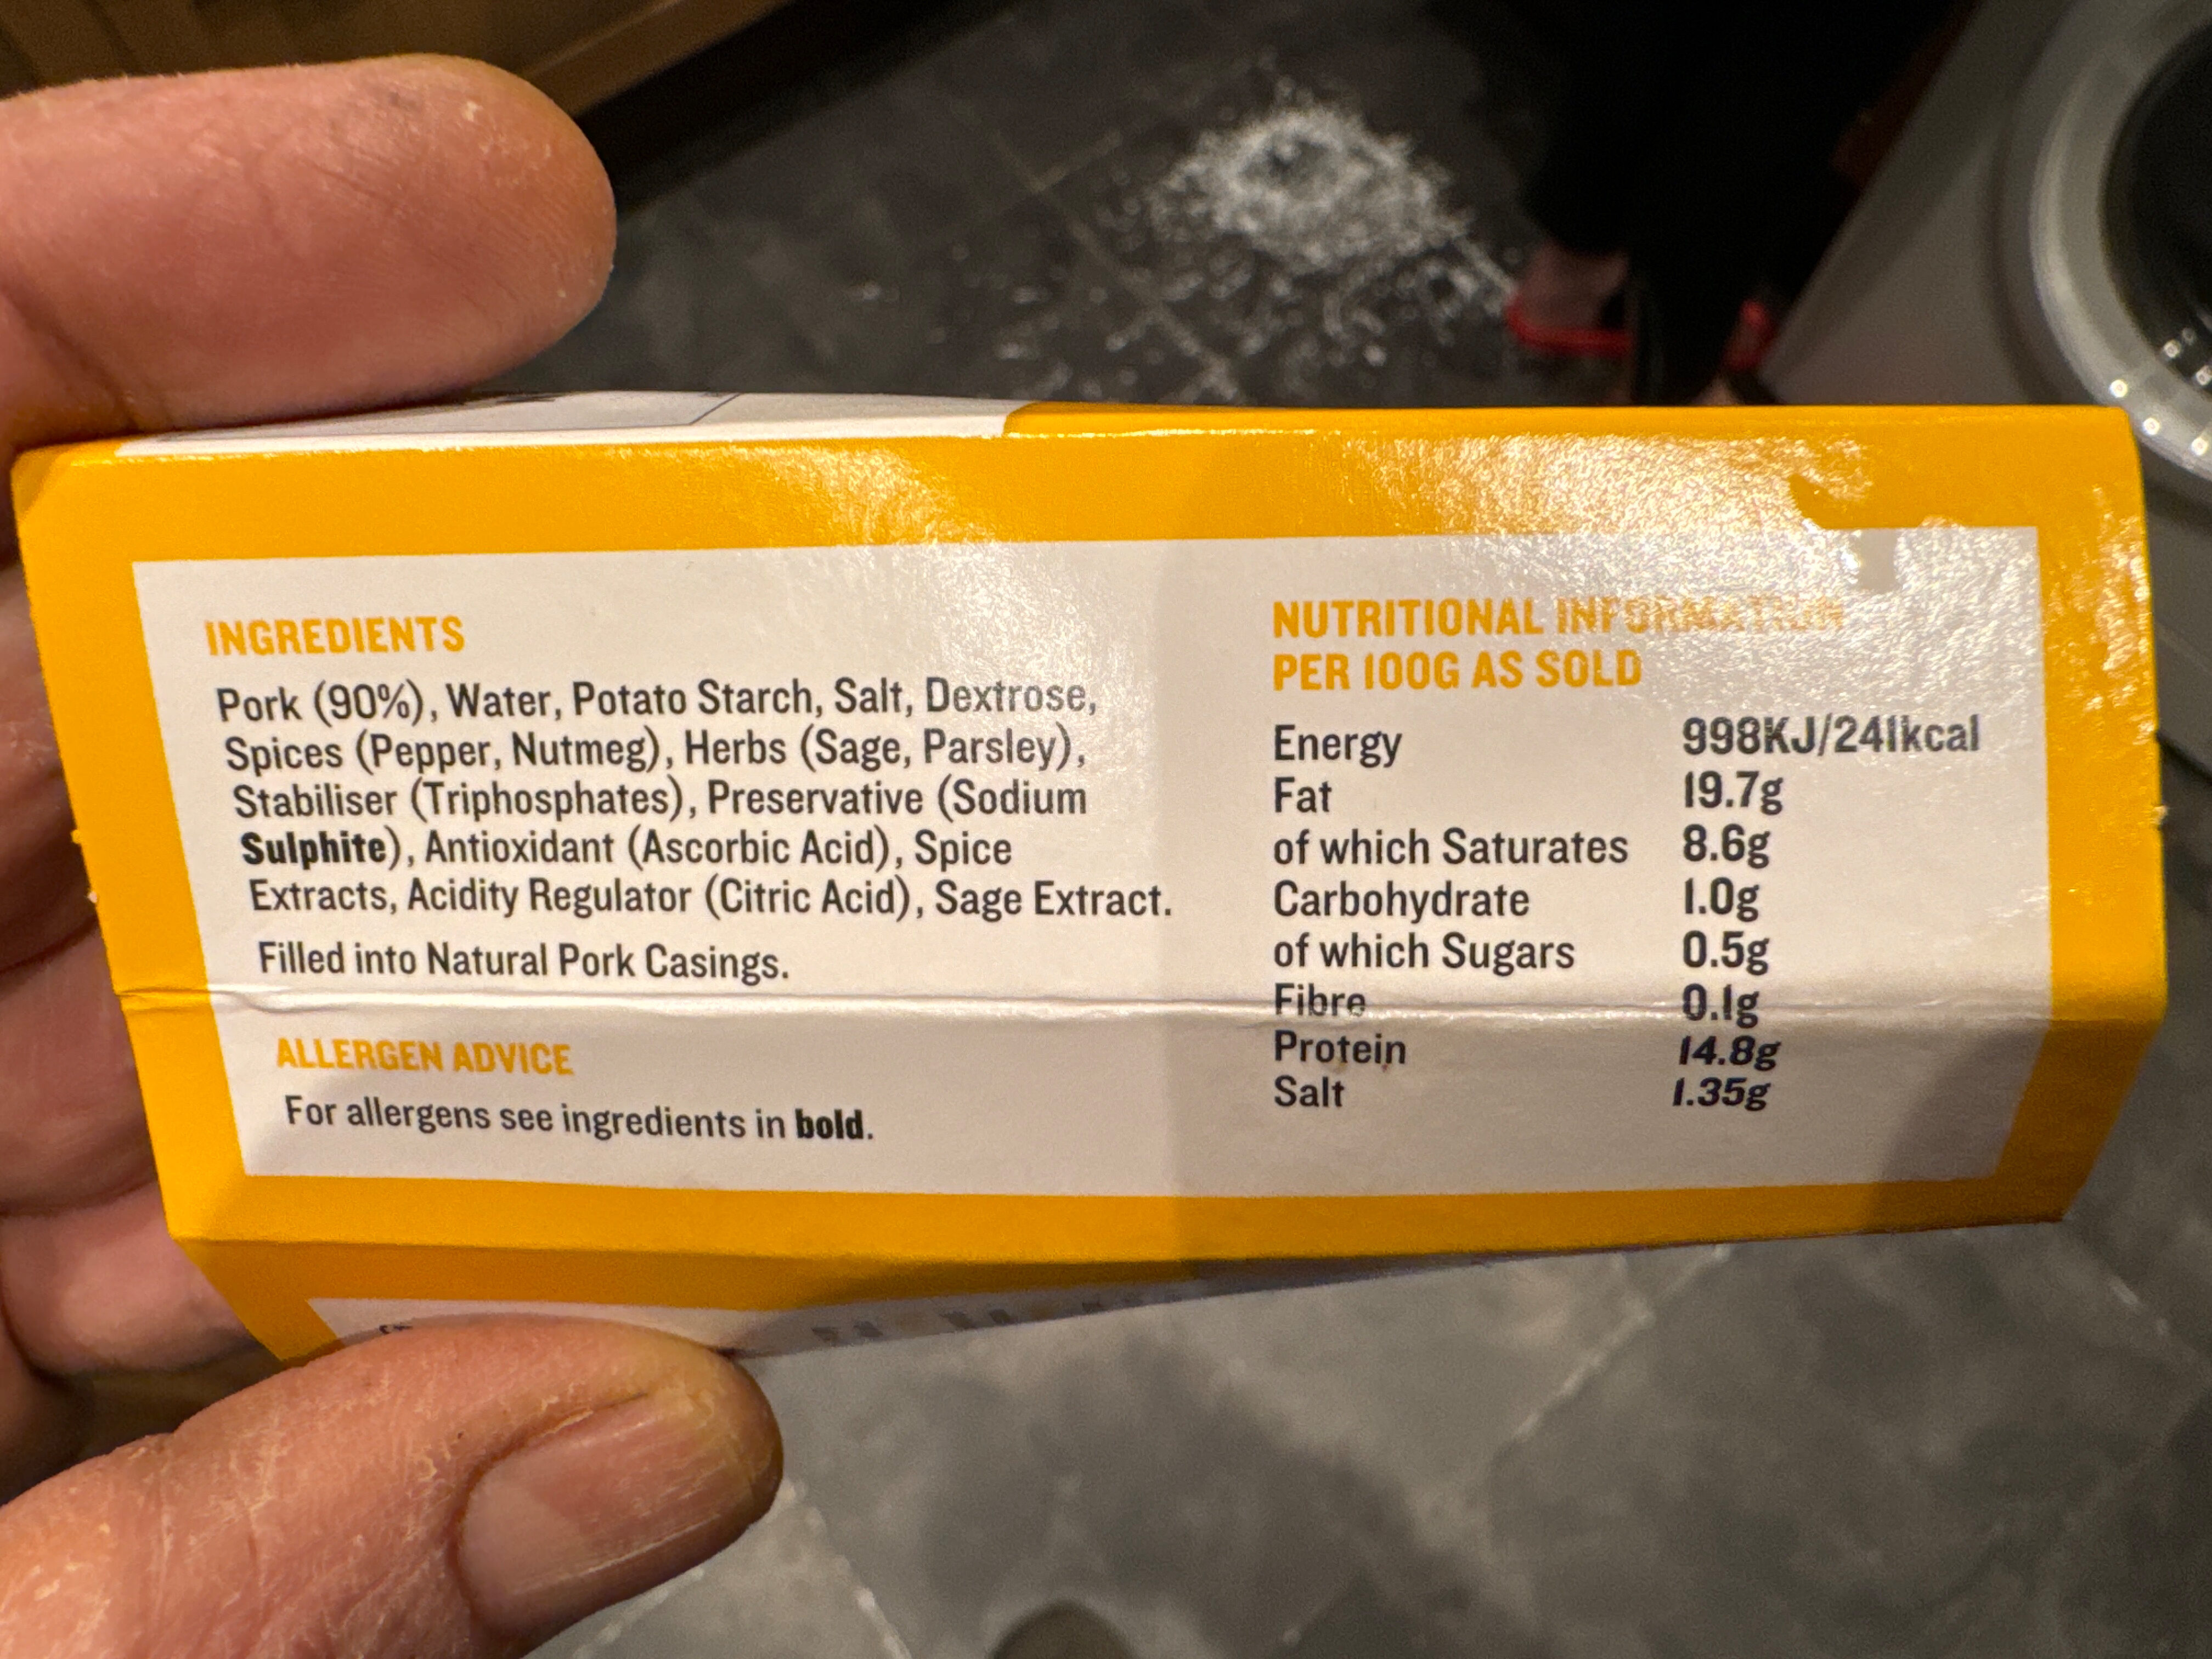 INGREDIENTS
Pork (90%), Water, Potato Starch, Salt, Dextrose,
Spices (Pepper, Nutmeg), Herbs (Sage, Parsley),
Stabiliser (Triphosphates), Preservative (Sodium
Sulphite), Antioxidant (Ascorbic Acid), Spice
Extracts, Acidity Regulator (Citric Acid), Sage Extract.
Filled into Natural Pork Casings.
ALLERGEN ADVICE
For allergens see ingredients in bold.
NUTRITIONAL INFORMATION
PER 100G AS SOLD
Energy 998KJ/241kcal
Fat 19.7g
of which Saturates 8.6g
Carbohydrate 1.0g
of which Sugars 0.5g
Fibre 0.1g
Protein 14.8g
Salt 1.35g